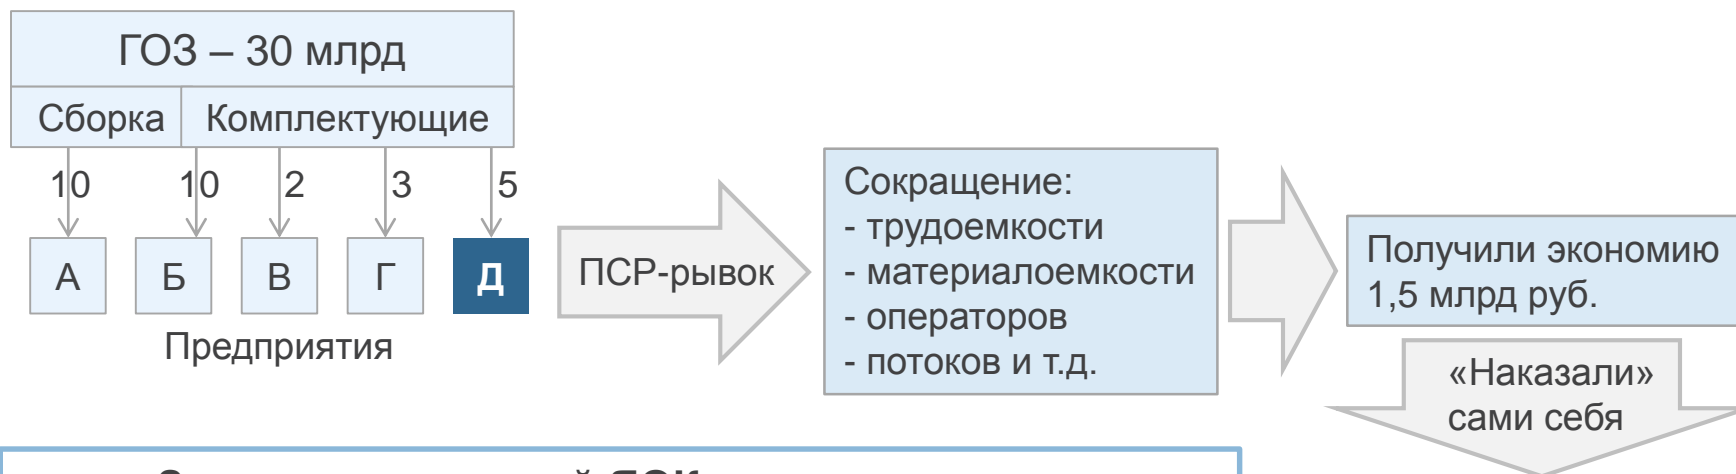 ГОЗ – 30 млрд
Сборка Комплектующие
10 10 2 3 5
А Б В Г Д
Предприятия
ПСР-рывок
Сокращение:
- трудоемкости
- материалоемкости
- операторов
- потоков и т.д.
Получили экономию
1,5 млрд руб.
«Наказали»
сами себя